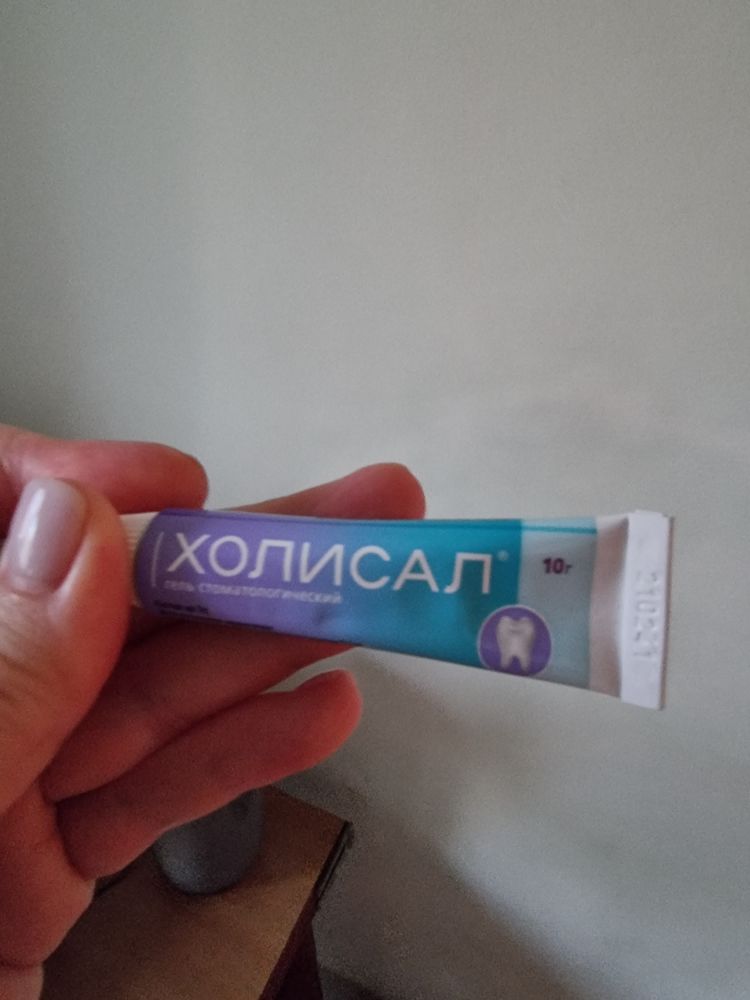 ХОЛИСАЛ®
гель стоматологический
10г
210221